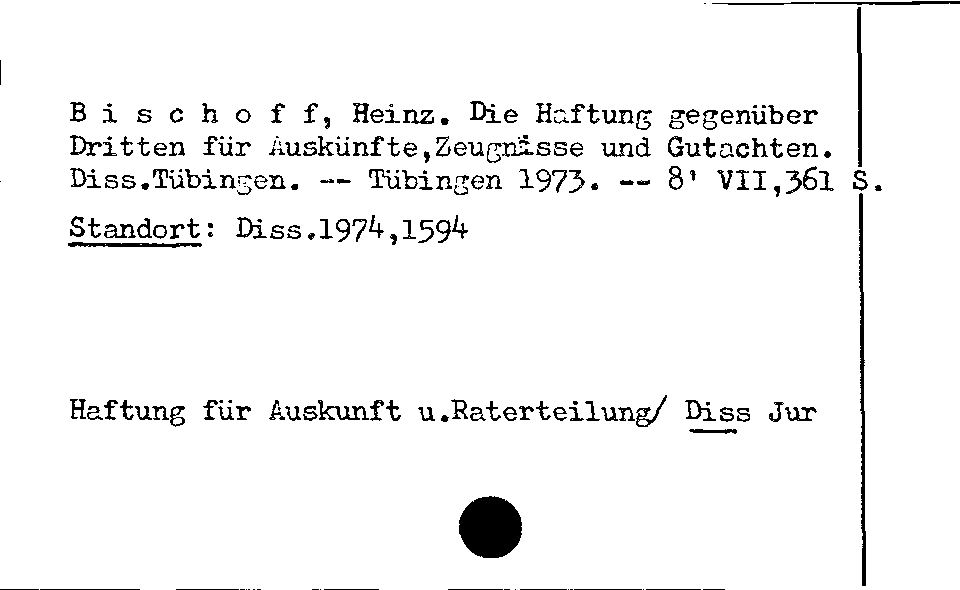 B i s c h o f f, Heinz. Die Haftung gegenüber
Dritten für Auskünfte,Zeugnisse und Gutachten.
Diss.Tübingen. -- Tübingen 1973. -- 8' VII,361 S.
Standort: Diss.1974,1594
Haftung für Auskunft u.Raterteilung/ Diss Jur